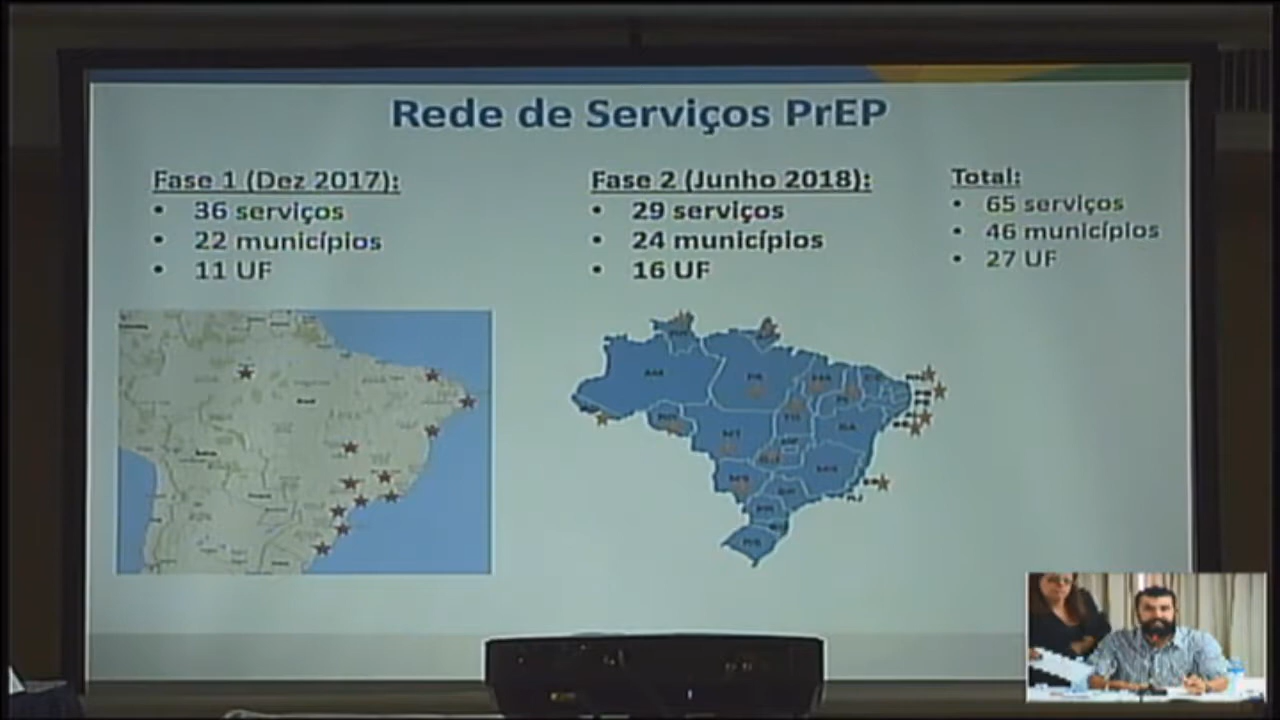 Rede de Serviços PrEP
Fase 1 (Dez 2017):
• 36 serviços
• 22 municípios
• 11 UF
Fase 2 (Junho 2018):
• 29 serviços
• 24 municípios
• 16 UF
Total:
• 65 serviços
• 46 municípios
• 27 UF